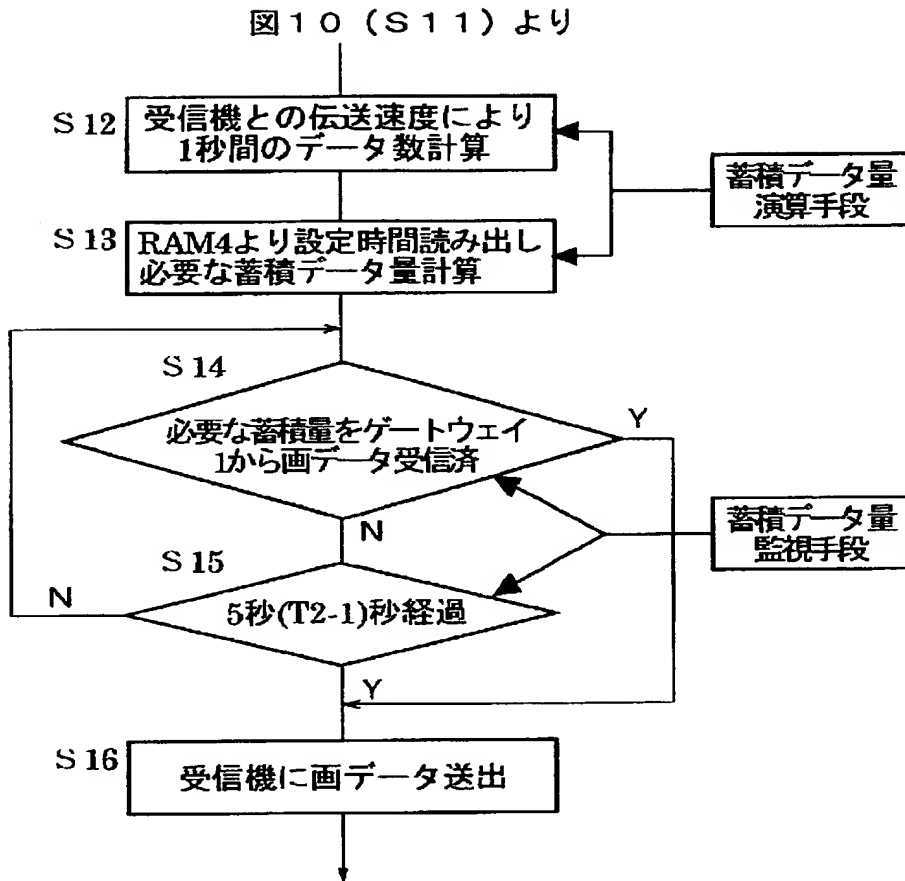 図10（S11）より
S12
受信機との伝送速度により
1秒間のデータ数計算
蓄積データ量
演算手段
S13
RAM4より設定時間読み出し
必要な蓄積データ量計算
S14
必要な蓄積量をゲートウェイ
1から画データ受信済
Y
N
蓄積データ量
監視手段
S15
N
5秒(T2-1)秒経過
Y
S16
受信機に画データ送出